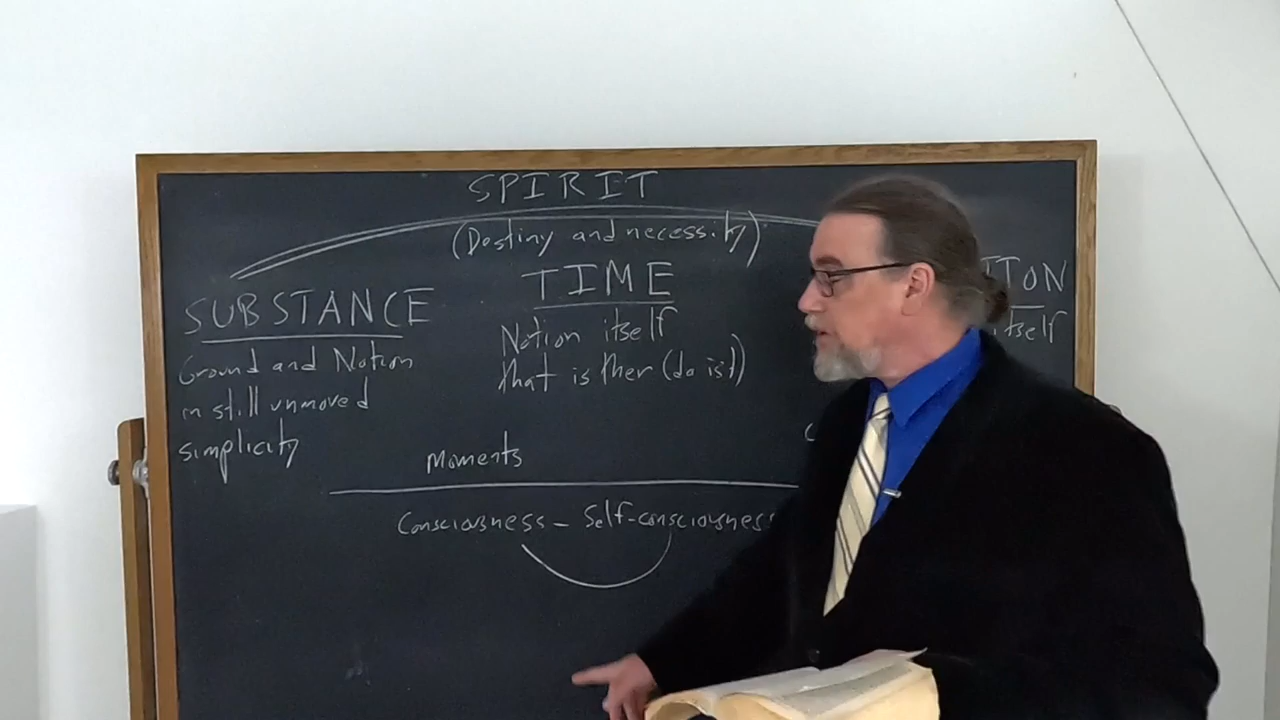 SPIRIT
(Destiny and necessity)
SUBSTANCE
Ground and Notion
in still unmoved
simplicity
TIME
Notion itself
that is ther (da ist)
itself
Moments
Consciousness - Self-consciousness